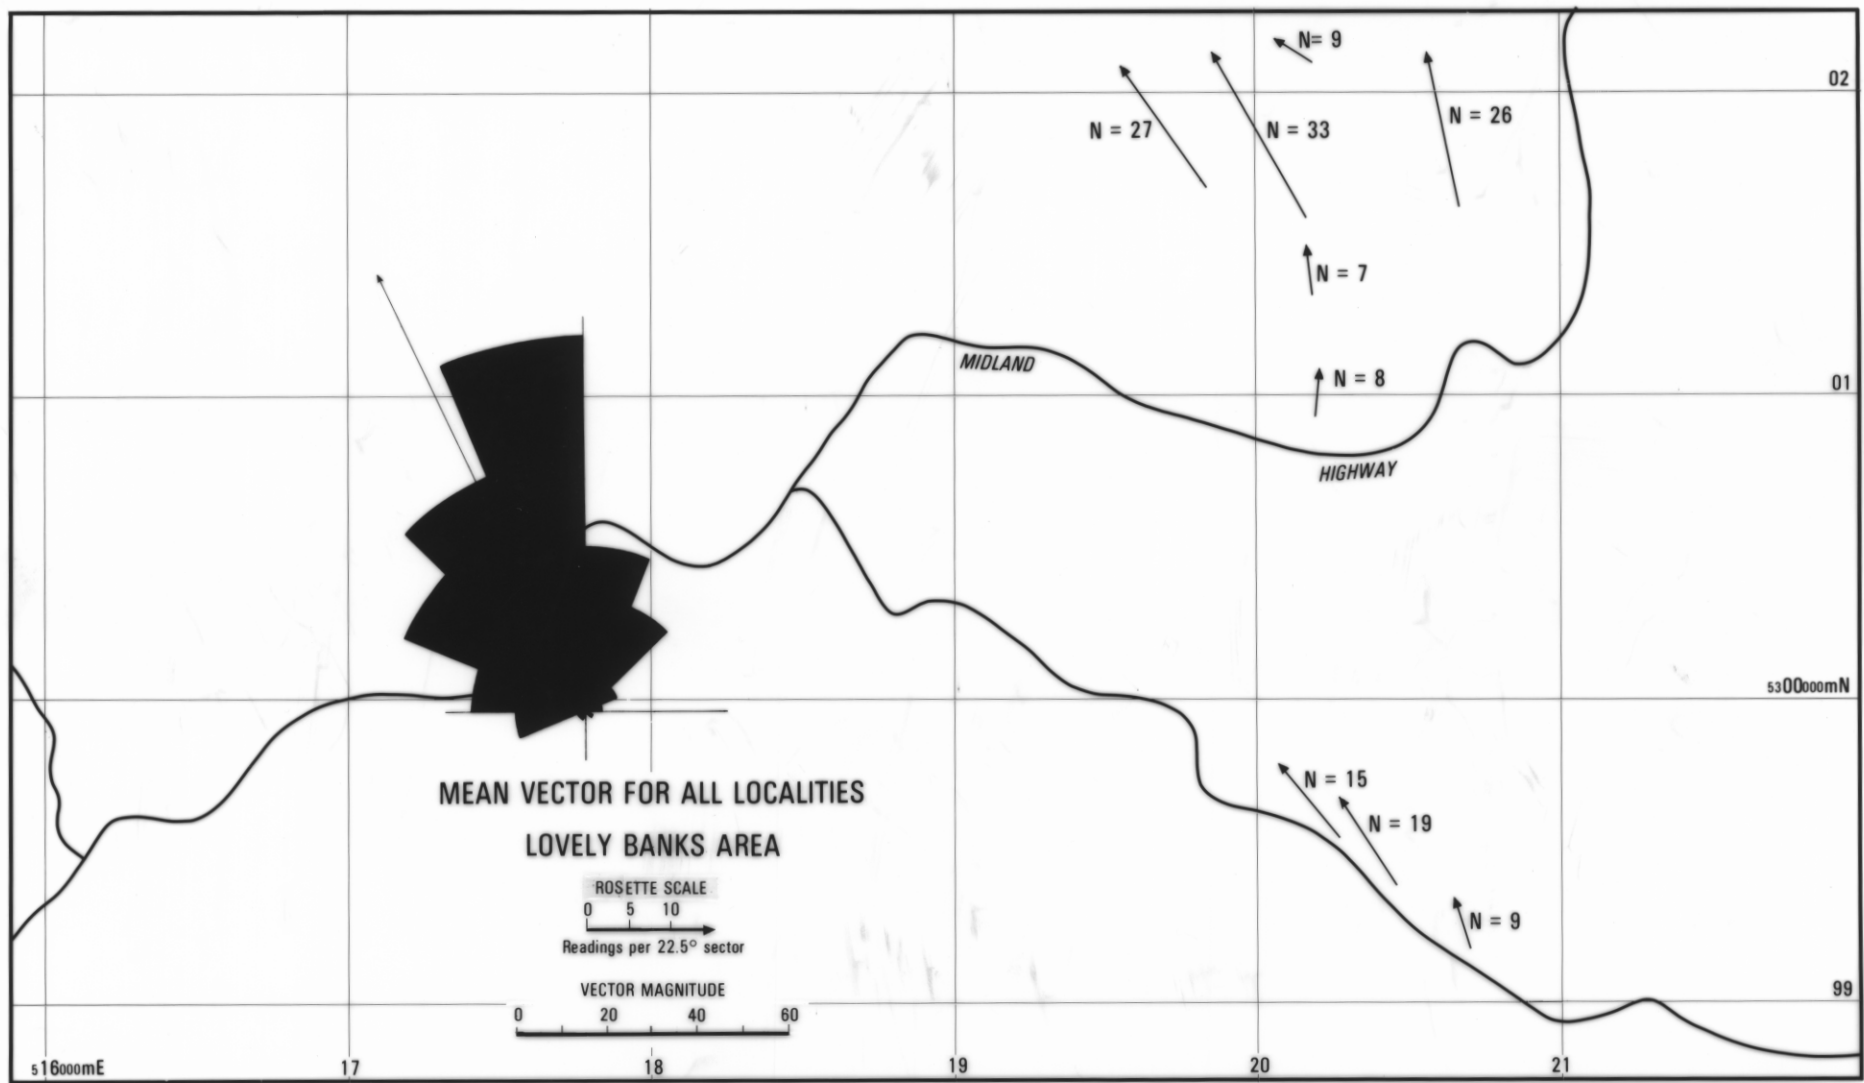 N= 9
02
N = 27
N = 33
N = 26
N = 7
MIDLAND
N = 8
01
HIGHWAY
5300000mN
N = 15
MEAN VECTOR FOR ALL LOCALITIES
N = 19
LOVELY BANKS AREA
ROSETTE SCALE
0 5 10
N = 9
Readings per 22.5° sector
VECTOR MAGNITUDE
99
0 20 40 60
516000mE 17 18 19 20 21